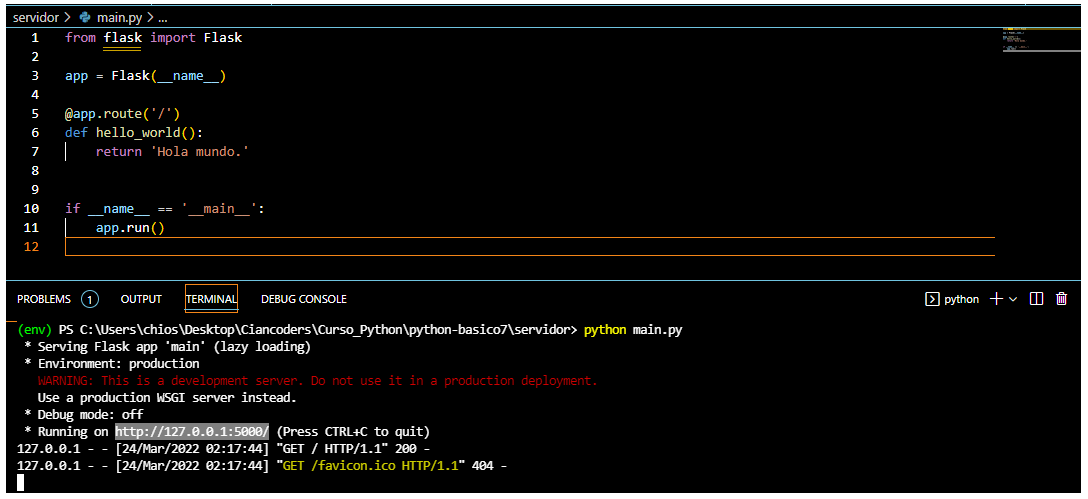 servidor > main.py > ...
1 from flask import Flask
2
3 app = Flask(__name__)
4
5 @app.route('/')
6 def hello_world():
7     return 'Hola mundo.'
8
9
10 if __name__ == '__main__':
11     app.run()
12
PROBLEMS 1 OUTPUT TERMINAL DEBUG CONSOLE python
(env) PS C:\Users\chios\Desktop\Ciancoders\Curso_Python\python-basico7\servidor> python main.py
 * Serving Flask app 'main' (lazy loading)
 * Environment: production
   WARNING: This is a development server. Do not use it in a production deployment.
   Use a production WSGI server instead.
 * Debug mode: off
 * Running on http://127.0.0.1:5000/ (Press CTRL+C to quit)
127.0.0.1 - - [24/Mar/2022 02:17:44] "GET / HTTP/1.1" 200 -
127.0.0.1 - - [24/Mar/2022 02:17:44] "GET /favicon.ico HTTP/1.1" 404 -